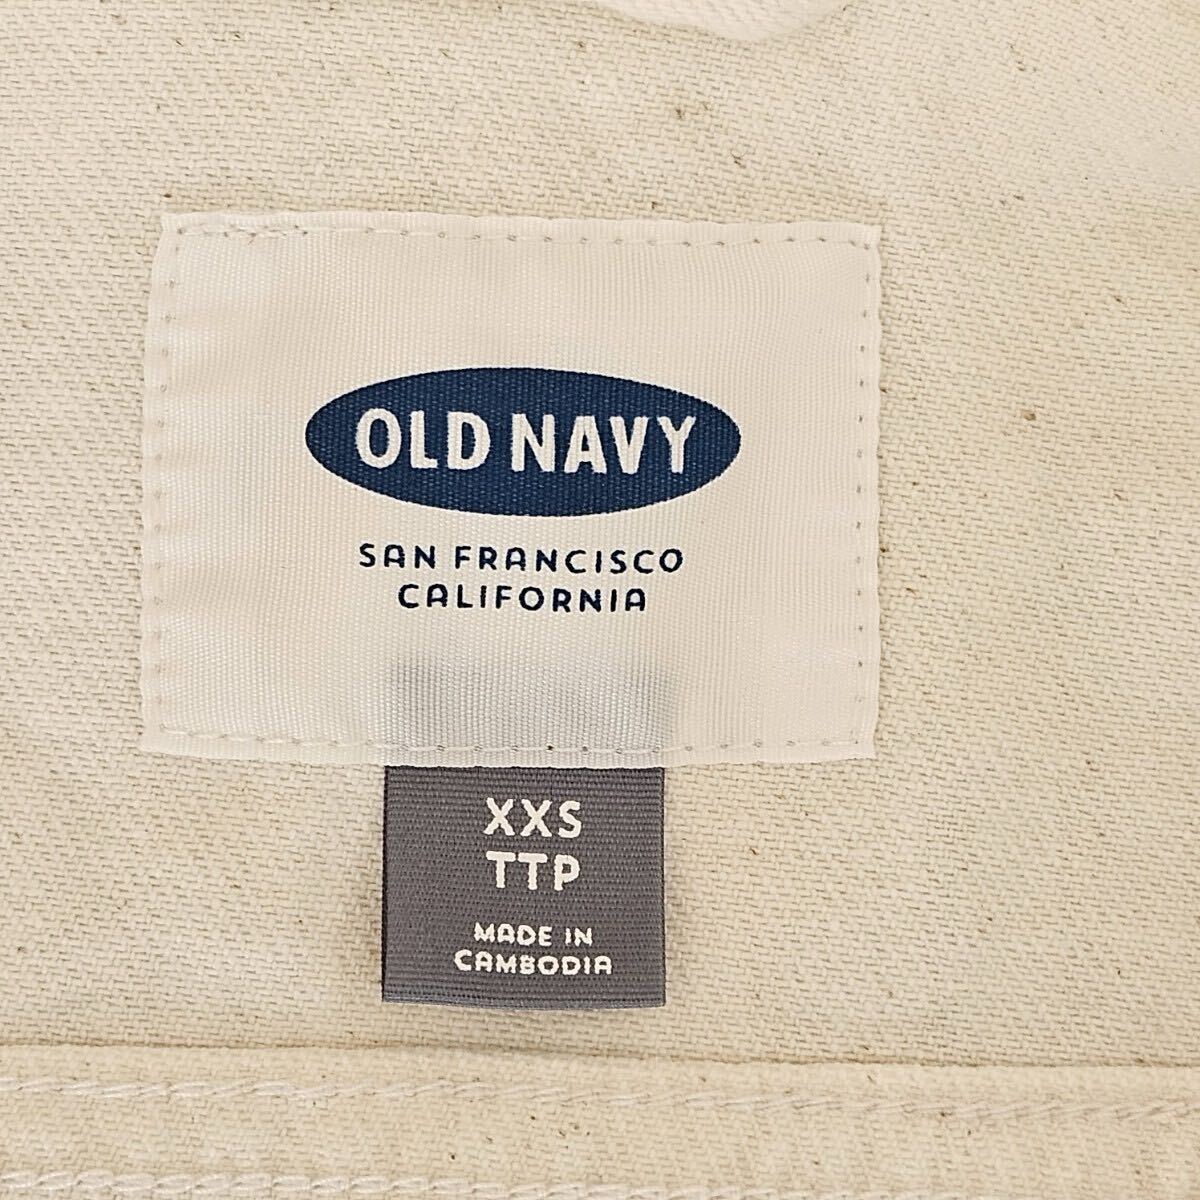 OLD NAVY
SAN FRANCISCO
CALIFORNIA
XXS
TTP
MADE IN
CAMBODIA